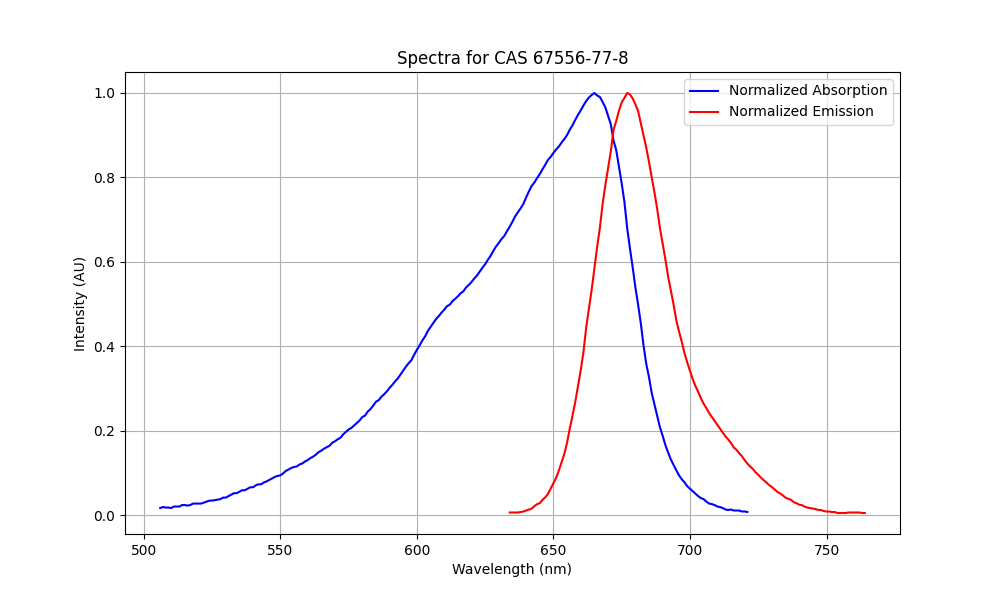 Spectra for CAS 67556-77-8
Normalized Absorption
Normalized Emission
Intensity (AU)
1.0
0.8
0.6
0.4
0.2
0.0
500 550 600 650 700 750
Wavelength (nm)